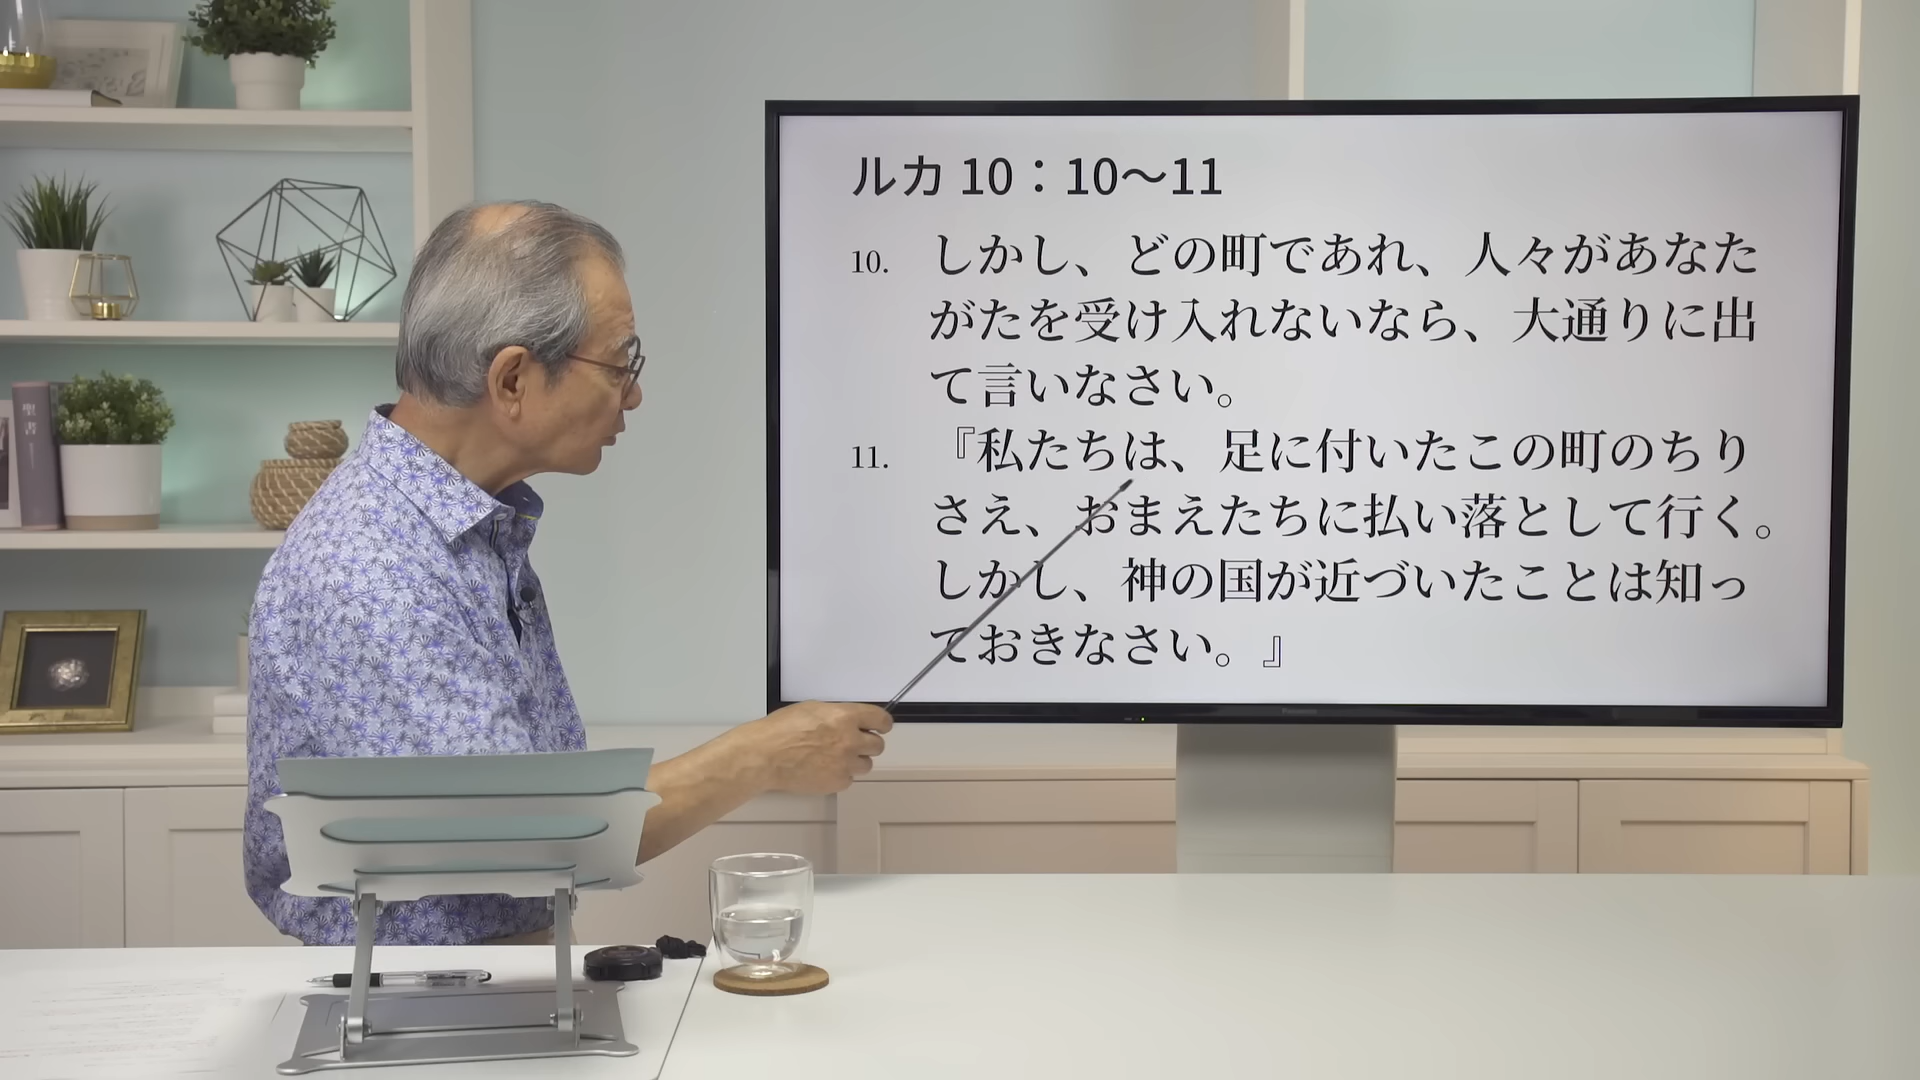 ルカ 10：10〜11
10. しかし、どの町であれ、人々があなた
がたを受け入れないなら、大通りに出
て言いなさい。
11. 『私たちは、足に付いたこの町のちり
さえ、おまえたちに払い落として行く。
しかし、神の国が近づいたことは知っ
ておきなさい。』
聖書